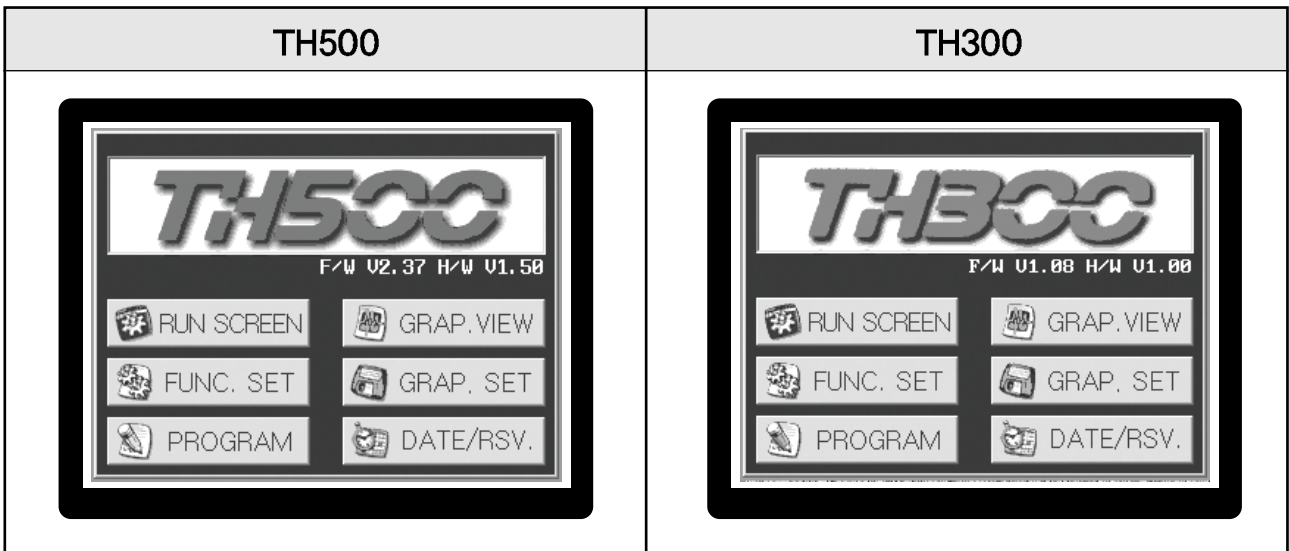 TH500 TH300
TH500
F/W V2.37 H/W V1.50
RUN SCREEN GRAP.VIEW
FUNC. SET GRAP. SET
PROGRAM DATE/RSV.
TH300
F/W V1.08 H/W V1.00
RUN SCREEN GRAP.VIEW
FUNC. SET GRAP. SET
PROGRAM DATE/RSV.